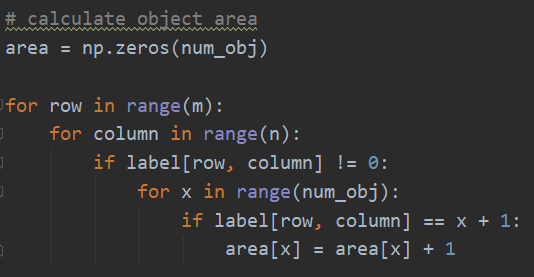 # calculate object area
area = np.zeros(num_obj)
for row in range(m):
for column in range(n):
if label[row, column] != 0:
for x in range(num_obj):
if label[row, column] == x + 1:
area[x] = area[x] + 1